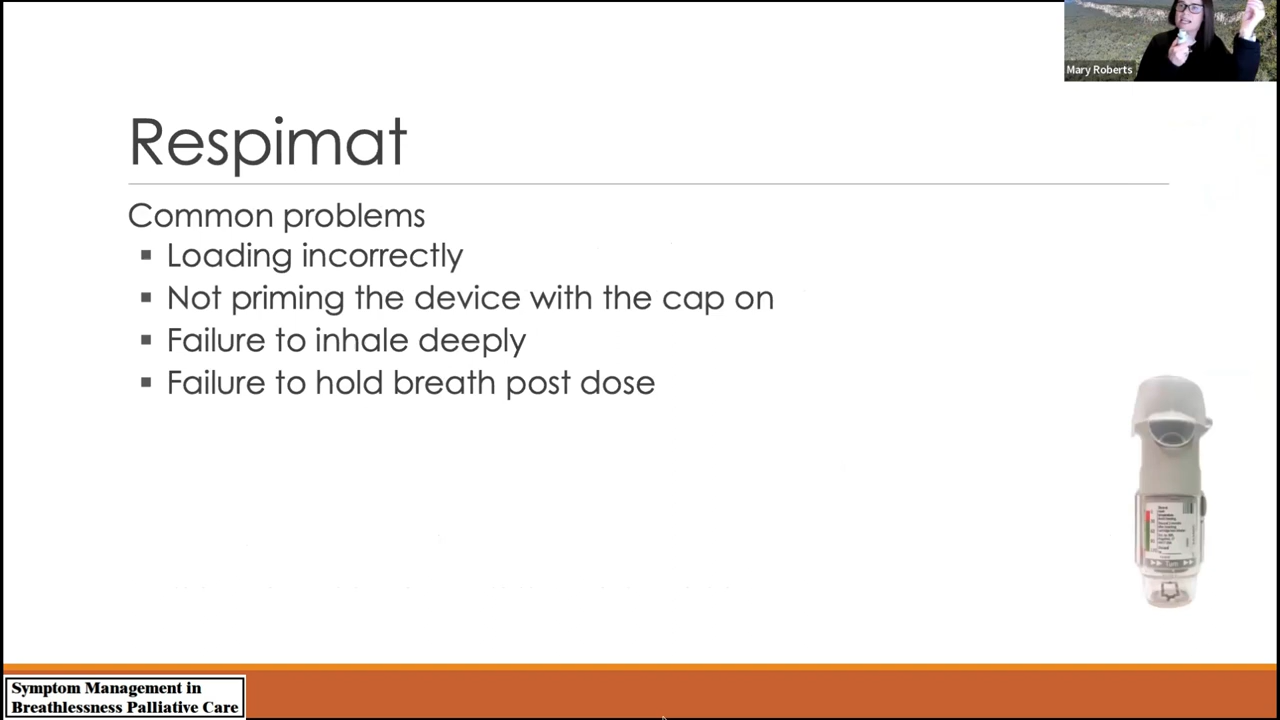 Mary Roberts
Respimat
Common problems
Loading incorrectly
Not priming the device with the cap on
Failure to inhale deeply
Failure to hold breath post dose
Turn
Symptom Management in
Breathlessness Palliative Care